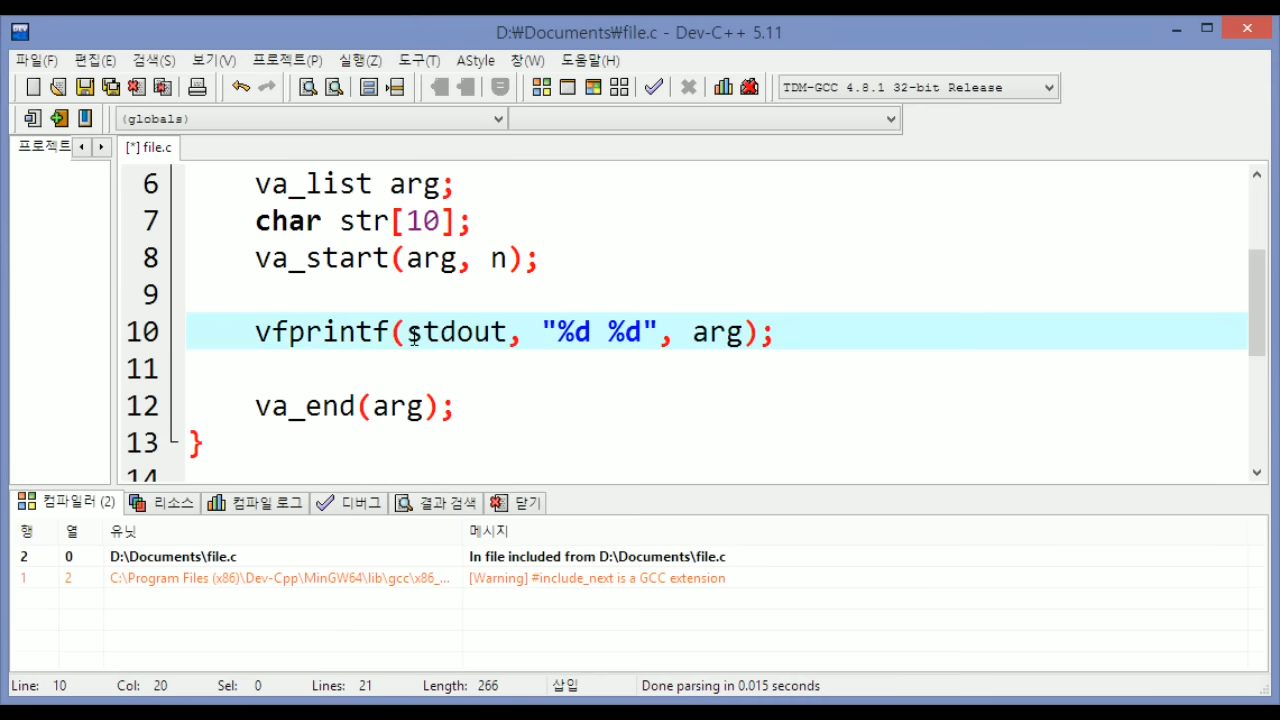 DEV
D:₩Documents₩file.c - Dev-C++ 5.11
파일(F) 편집(E) 검색(S) 보기(V) 프로젝트(P) 실행(Z) 도구(T) AStyle 창(W) 도움말(H)
TDM-GCC 4.8.1 32-bit Release
(globals)
프로젝트 [*] file.c
6 va_list arg;
7 char str[10];
8 va_start(arg, n);
9
10 vfprintf(stdout, "%d %d", arg);
11
12 va_end(arg);
13 }
14
컴파일러 (2) 리소스 컴파일 로그 디버그 결과 검색 닫기
행 열 유닛 메시지
2 0 D:\Documents\file.c In file included from D:\Documents\file.c
1 2 C:\Program Files (x86)\Dev-Cpp\MinGW64\lib\gcc\x86_... [Warning] #include_next is a GCC extension
Line: 10 Col: 20 Sel: 0 Lines: 21 Length: 266 삽입 Done parsing in 0.015 seconds